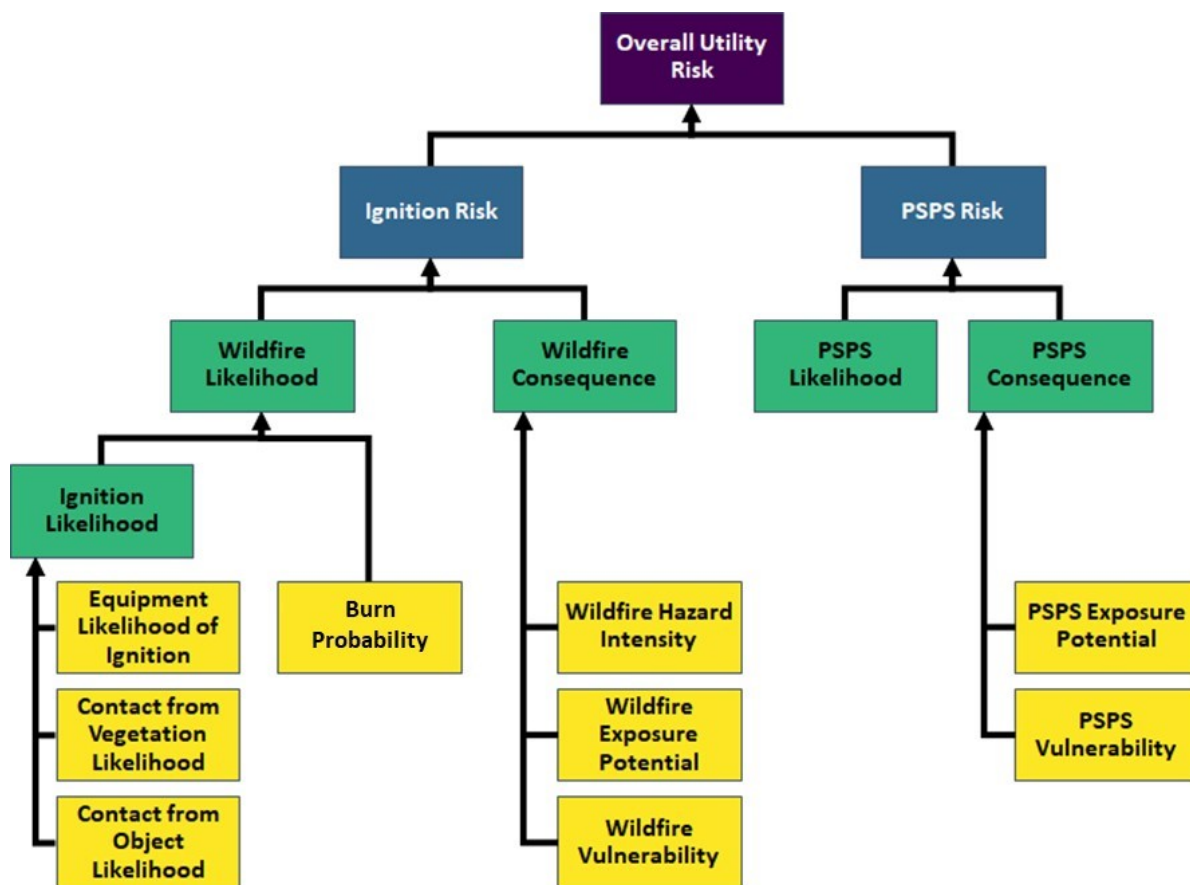 Overall Utility
Risk
Ignition Risk
PSPS Risk
Wildfire
Likelihood
Wildfire
Consequence
PSPS
Likelihood
PSPS
Consequence
Ignition
Likelihood
Equipment
Likelihood of
Ignition
Burn
Probability
Wildfire Hazard
Intensity
PSPS Exposure
Potential
Contact from
Vegetation
Likelihood
Wildfire
Exposure
Potential
PSPS
Vulnerability
Contact from
Object
Likelihood
Wildfire
Vulnerability